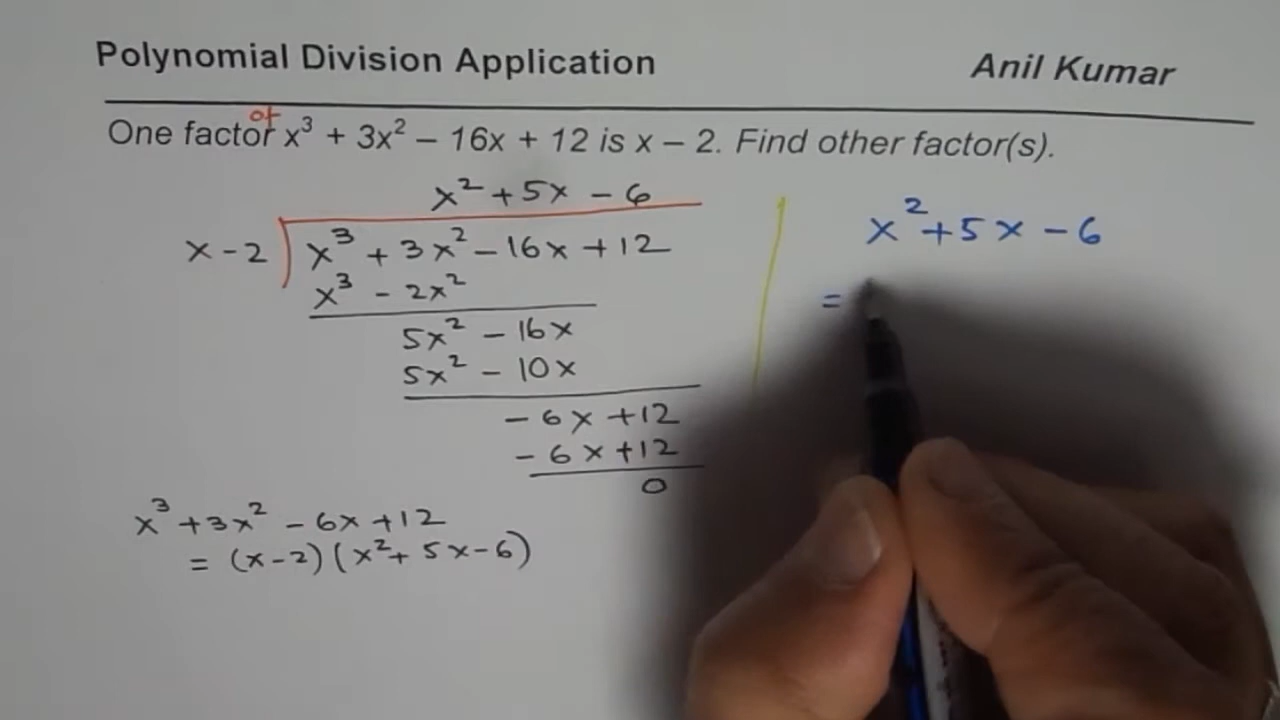 Polynomial Division Application Anil Kumar
One factor of x³ + 3x² – 16x + 12 is x – 2. Find other factor(s).
x² + 5x - 6
x - 2 x³ + 3x² - 16x + 12
x³ - 2x²
5x² - 16x
5x² - 10x
- 6x + 12
- 6x + 12
0
x³ + 3x² - 6x + 12
= (x - 2) (x² + 5x - 6)
x² + 5x - 6
=